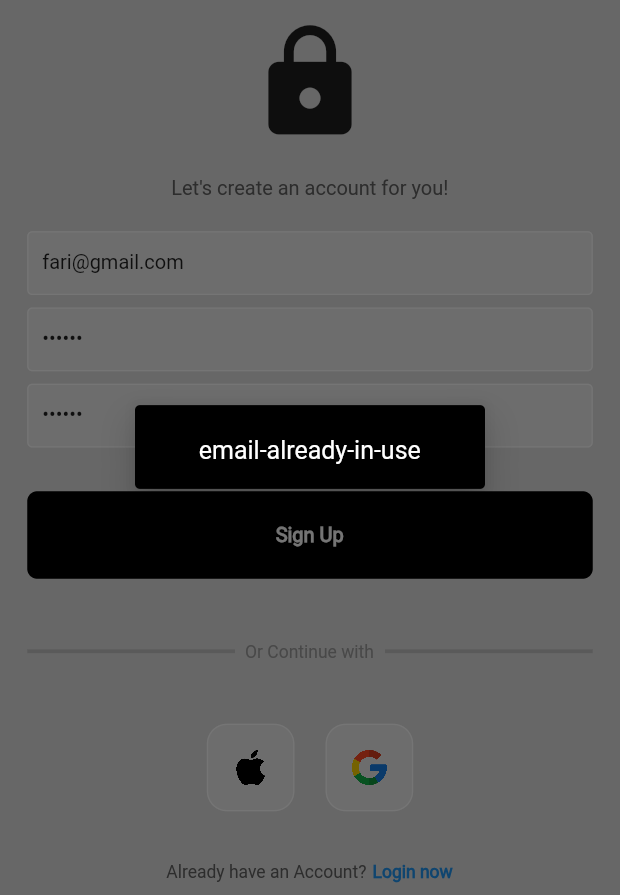 Let's create an account for you!
fari@gmail.com
••••••
••••••
email-already-in-use
Sign Up
Or Continue with
Already have an Account? Login now